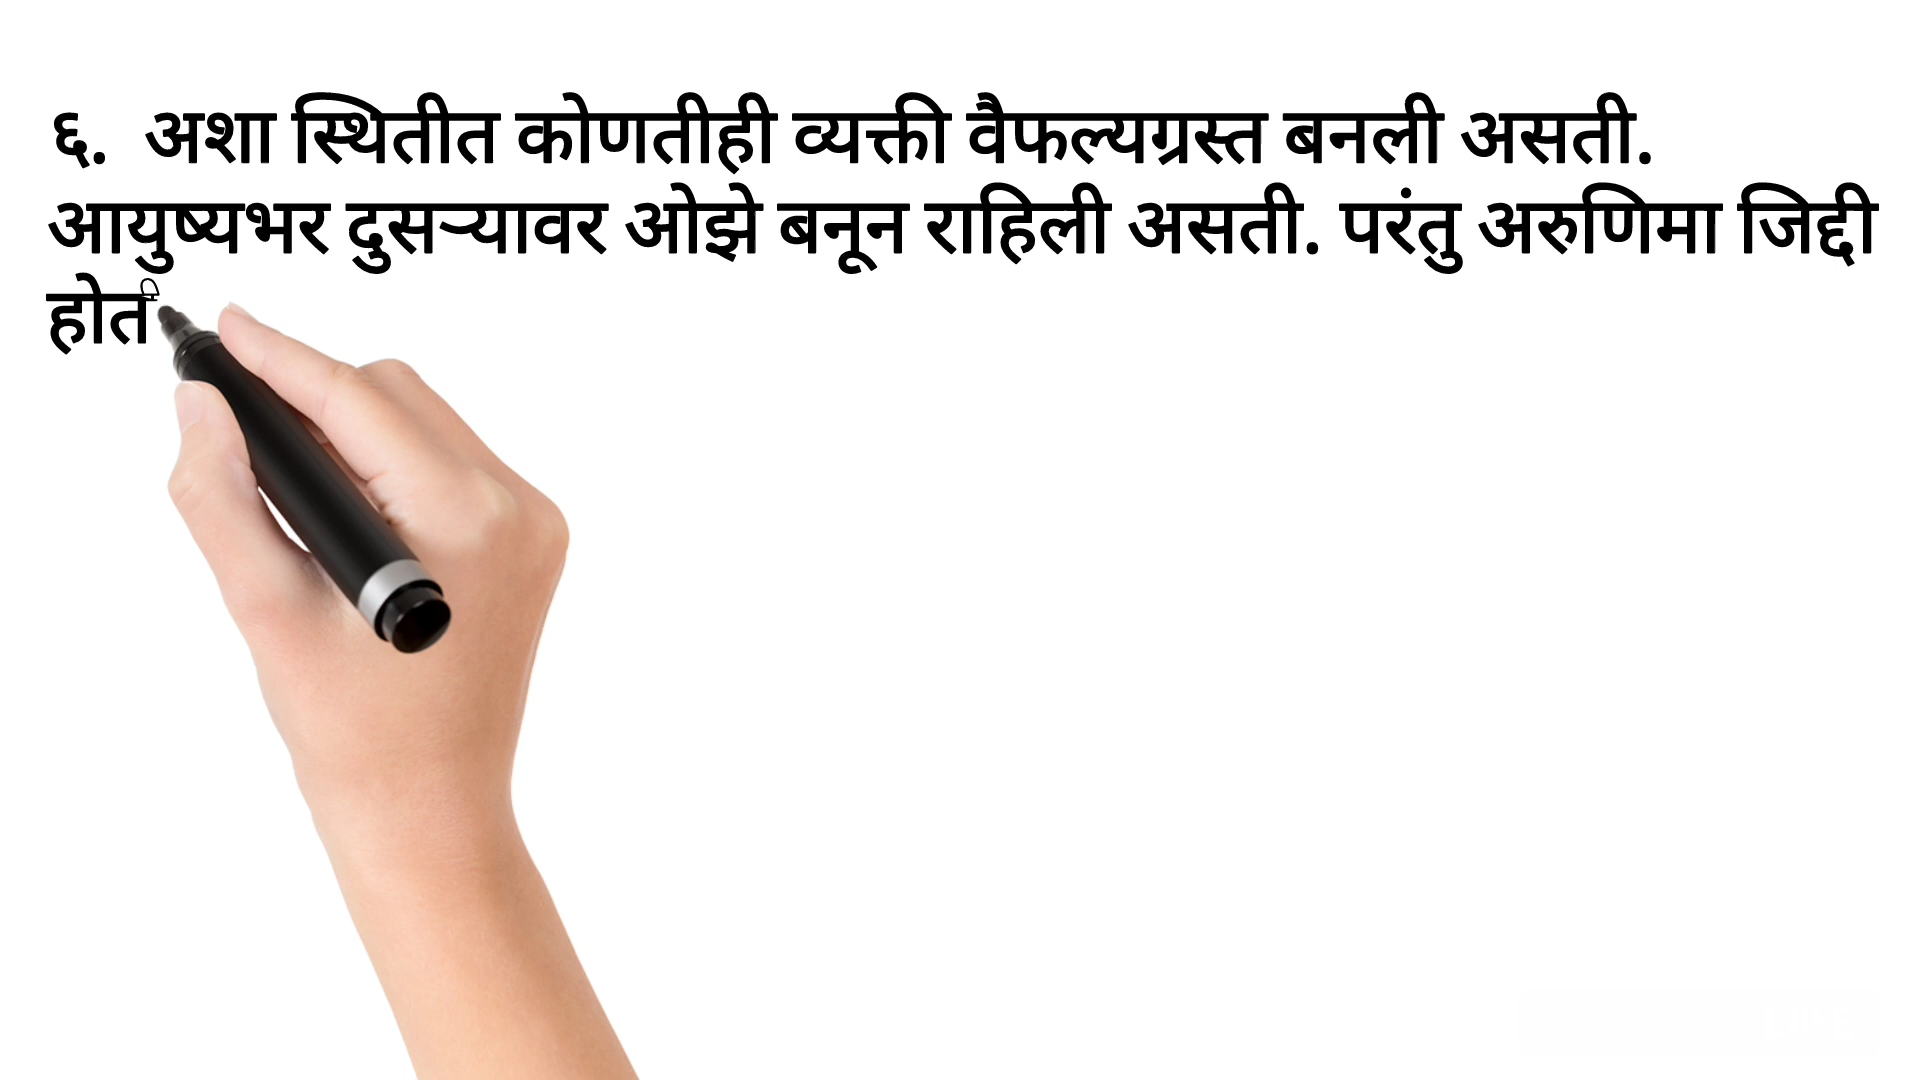 ६. अशा स्थितीत कोणतीही व्यक्ती वैफल्यग्रस्त बनली असती.
आयुष्यभर दुसऱ्यावर ओझे बनून राहिली असती. परंतु अरुणिमा जिद्दी
होती